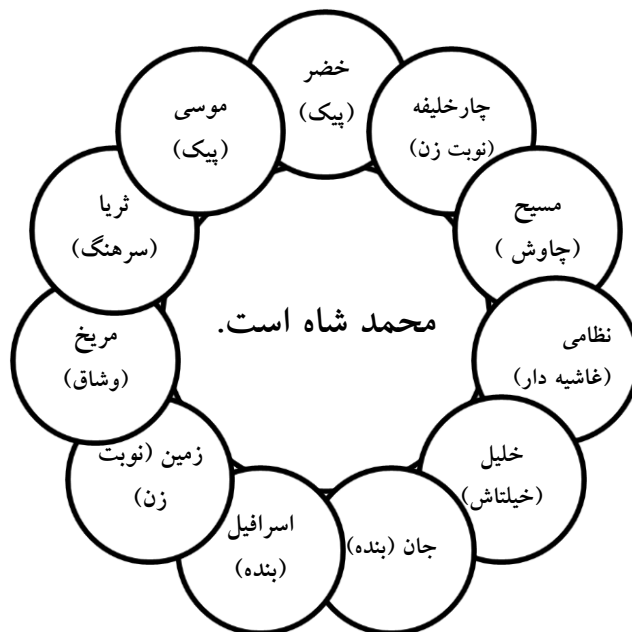 خضر
(پیک)
چارخلیفه
(نوبت زن)
مسیح
(چاوش )
نظامی
(غاشیه دار)
خلیل
(خیلتاش)
جان (بنده)
اسرافیل
(بنده)
زمین (نوبت
زن)
مریخ
(وشاق)
ثریا
(سرهنگ)
موسی
(پیک)
محمد شاه است.